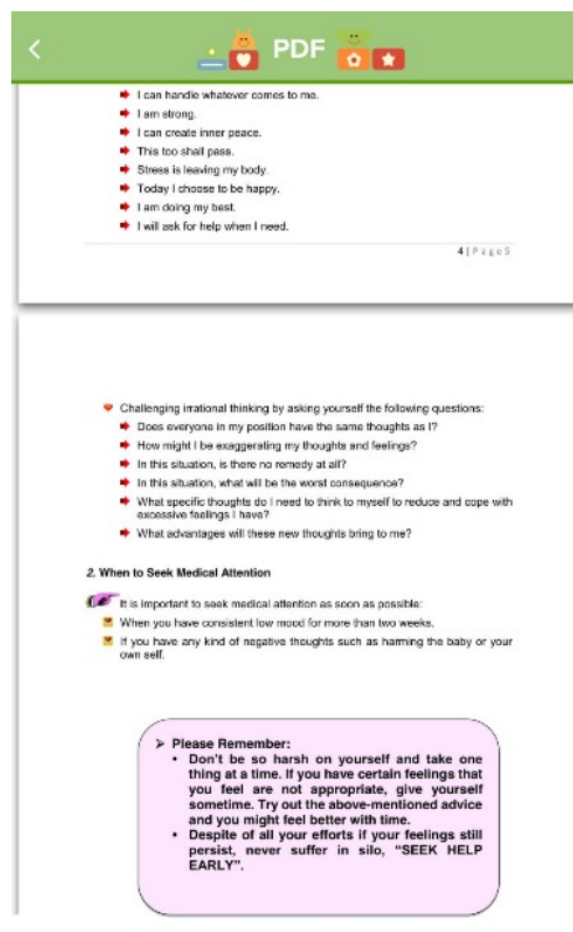 PDF
I can handle whatever comes to me.
I am strong.
I can create inner peace.
This too shall pass.
Stress is leaving my body.
Today I choose to be happy.
I am doing my best.
I will ask for help when I need.
4 | P a g e 5
Challenging irrational thinking by asking yourself the following questions:
Does everyone in my position have the same thoughts as I?
How might I be exaggerating my thoughts and feelings?
In this situation, is there no remedy at all?
In this situation, what will be the worst consequence?
What specific thoughts do I need to think to myself to reduce and cope with
excessive feelings I have?
What advantages will these new thoughts bring to me?
2. When to Seek Medical Attention
It is important to seek medical attention as soon as possible:
When you have consistent low mood for more than two weeks.
If you have any kind of negative thoughts such as harming the baby or your
own self.
➢ Please Remember:
• Don't be so harsh on yourself and take one
thing at a time. If you have certain feelings that
you feel are not appropriate, give yourself
sometime. Try out the above-mentioned advice
and you might feel better with time.
• Despite of all your efforts if your feelings still
persist, never suffer in silo, “SEEK HELP
EARLY”.